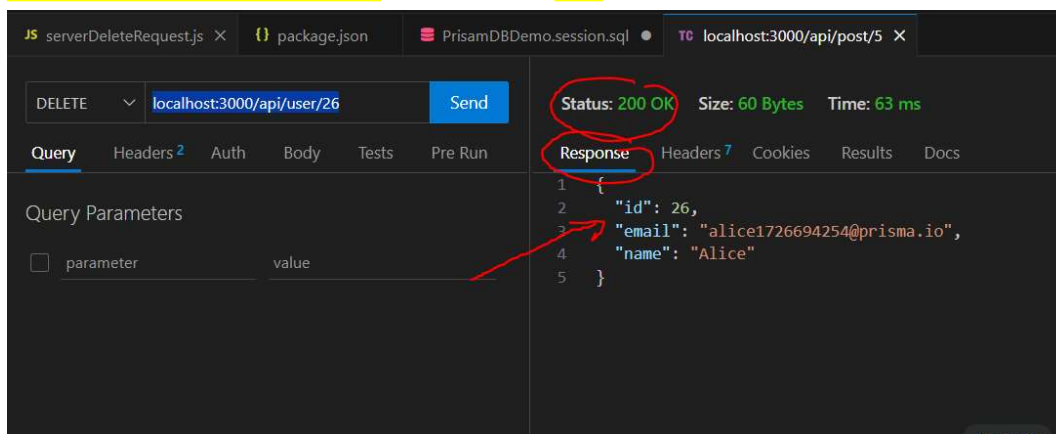 JS serverDeleteRequest.js × {} package.json PrisamDBDemo.session.sql ● TC localhost:3000/api/post/5 ×
DELETE localhost:3000/api/user/26 Send
Status: 200 OK Size: 60 Bytes Time: 63 ms
Query Headers 2 Auth Body Tests Pre Run
Response Headers 7 Cookies Results Docs
Query Parameters
parameter value
1 {
2 "id": 26,
3 "email": "alice1726694254@prisma.io",
4 "name": "Alice"
5 }